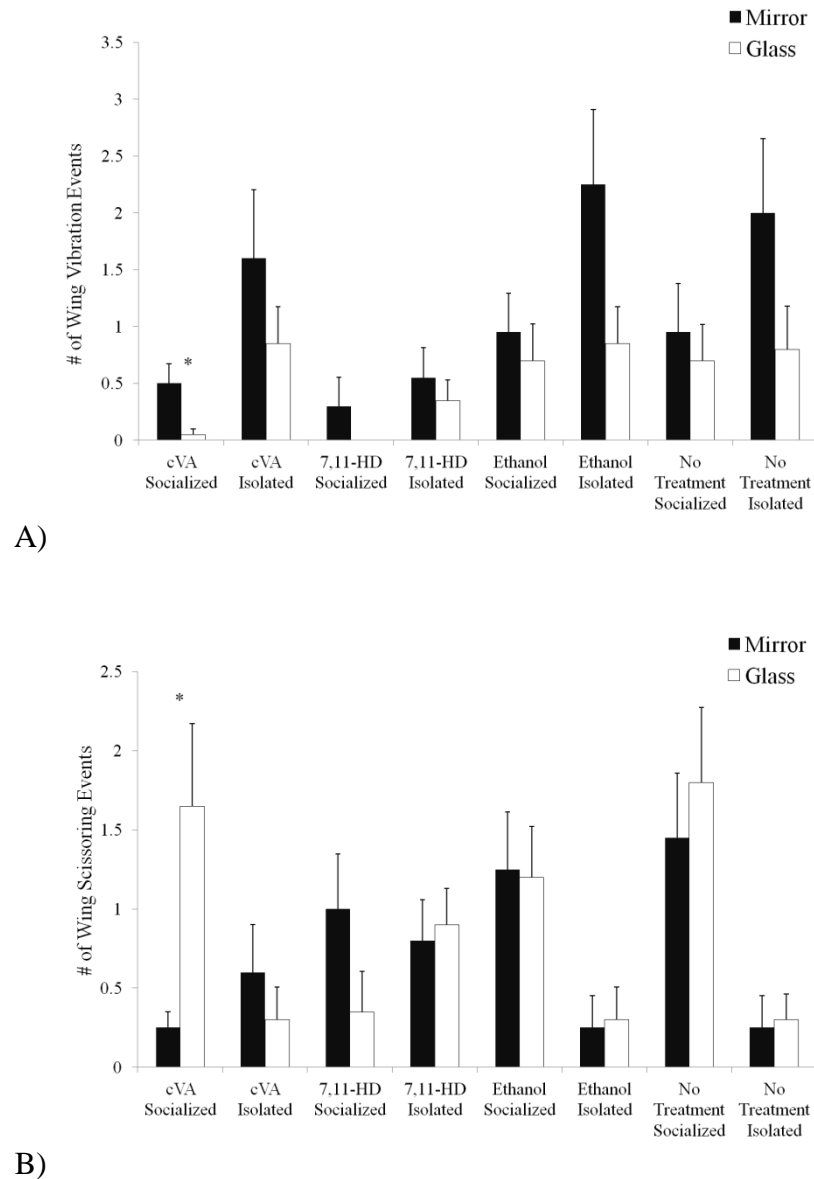 Mirror
Glass
3.5
3
2.5
2
1.5
1
0.5
0
# of Wing Vibration Events
*
cVA
Socialized
cVA
Isolated
7,11-HD
Socialized
7,11-HD
Isolated
Ethanol
Socialized
Ethanol
Isolated
No
Treatment
Socialized
No
Treatment
Isolated
A)
Mirror
Glass
2.5
2
1.5
1
0.5
0
# of Wing Scissoring Events
*
cVA
Socialized
cVA
Isolated
7,11-HD
Socialized
7,11-HD
Isolated
Ethanol
Socialized
Ethanol
Isolated
No
Treatment
Socialized
No
Treatment
Isolated
B)